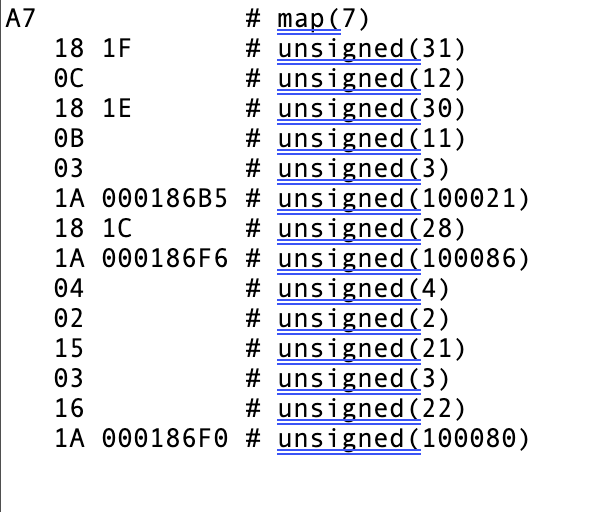 A7             # map(7)
   18 1F       # unsigned(31)
   0C          # unsigned(12)
   18 1E       # unsigned(30)
   0B          # unsigned(11)
   03          # unsigned(3)
   1A 000186B5 # unsigned(100021)
   18 1C       # unsigned(28)
   1A 000186F6 # unsigned(100086)
   04          # unsigned(4)
   02          # unsigned(2)
   15          # unsigned(21)
   03          # unsigned(3)
   16          # unsigned(22)
   1A 000186F0 # unsigned(100080)